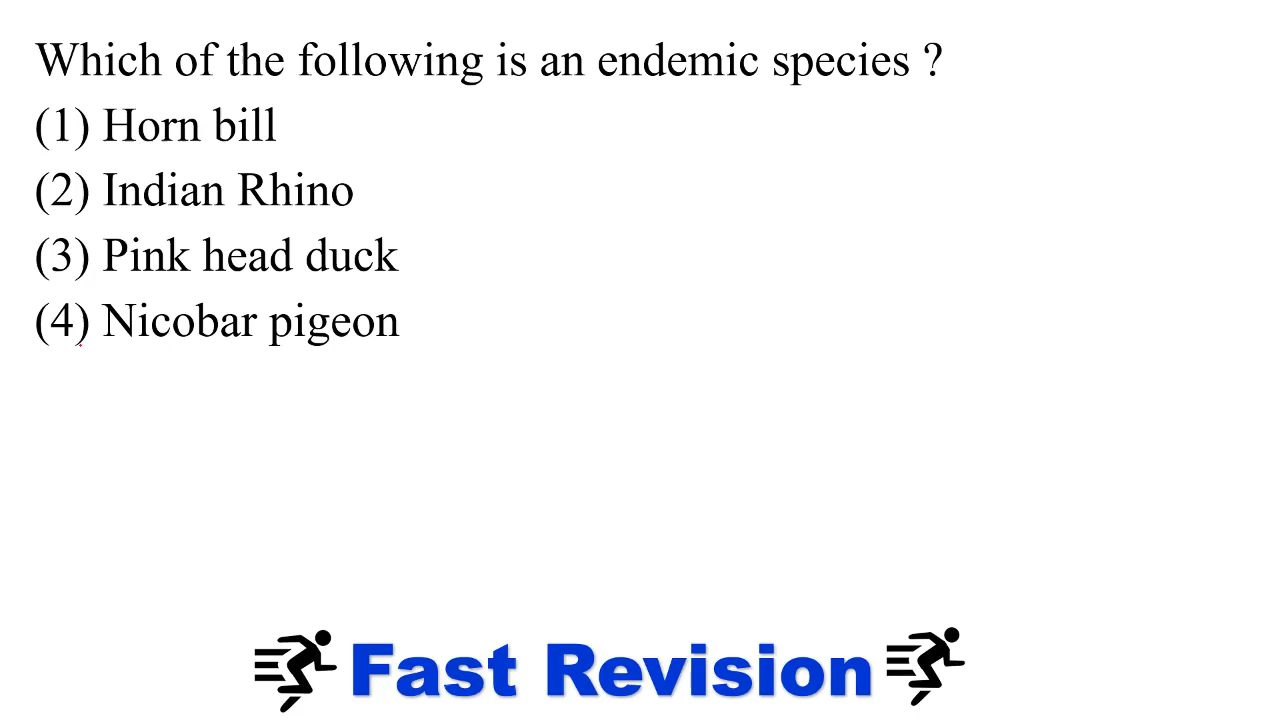 Which of the following is an endemic species ?
(1) Horn bill
(2) Indian Rhino
(3) Pink head duck
(4) Nicobar pigeon
Fast Revision